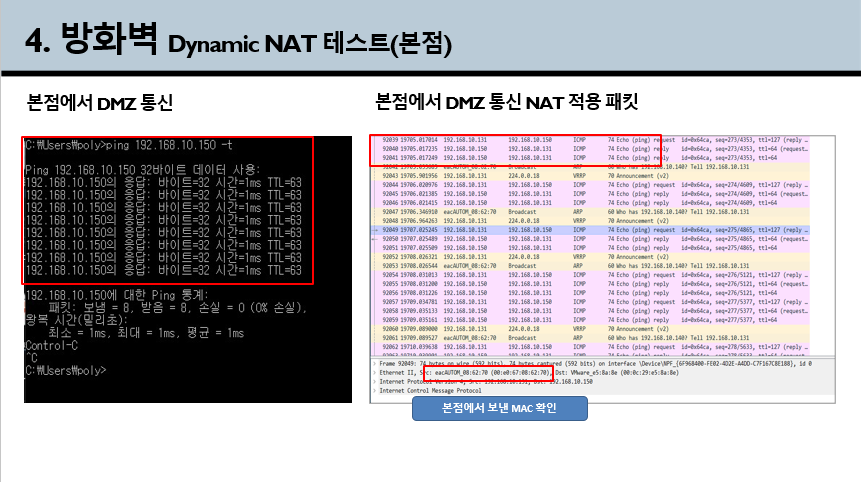 4. 방화벽 Dynamic NAT 테스트(본점)
본점에서 DMZ 통신
C:₩Users₩poly>ping 192.168.10.150 -t
Ping 192.168.10.150 32바이트 데이터 사용:
192.168.10.150의 응답: 바이트=32 시간=1ms TTL=63
192.168.10.150의 응답: 바이트=32 시간=1ms TTL=63
192.168.10.150의 응답: 바이트=32 시간=1ms TTL=63
192.168.10.150의 응답: 바이트=32 시간=1ms TTL=63
192.168.10.150의 응답: 바이트=32 시간=1ms TTL=63
192.168.10.150의 응답: 바이트=32 시간=1ms TTL=63
192.168.10.150의 응답: 바이트=32 시간=1ms TTL=63
192.168.10.150의 응답: 바이트=32 시간=1ms TTL=63
192.168.10.150에 대한 Ping 통계:
패킷: 보냄 = 8, 받음 = 8, 손실 = 0 (0% 손실),
왕복 시간(밀리초):
최소 = 1ms, 최대 = 1ms, 평균 = 1ms
Control-C
^C
C:₩Users₩poly>
본점에서 DMZ 통신 NAT 적용 패킷
92039 19705.017014 192.168.10.131 192.168.10.150 ICMP 74 Echo (ping) request id=0x64ca, seq=273/4353, ttl=127 (reply …
92040 19705.017235 192.168.10.150 192.168.10.131 ICMP 74 Echo (ping) reply id=0x64ca, seq=273/4353, ttl=64 (request…
92041 19705.017249 192.168.10.150 192.168.10.131 ICMP 74 Echo (ping) reply id=0x64ca, seq=273/4353, ttl=64
Broadcast ARP 60 Who has 192.168.10.140? Tell 192.168.10.131
92043 19705.901956 192.168.10.131 224.0.0.18 VRRP 70 Announcement (v2)
92044 19706.020976 192.168.10.131 192.168.10.150 ICMP 74 Echo (ping) request id=0x64ca, seq=274/4609, ttl=127 (reply …
92045 19706.021385 192.168.10.150 192.168.10.131 ICMP 74 Echo (ping) reply id=0x64ca, seq=274/4609, ttl=64 (request…
92046 19706.021415 192.168.10.150 192.168.10.131 ICMP 74 Echo (ping) reply id=0x64ca, seq=274/4609, ttl=64
92047 19706.346910 eacAUTOM_08:62:70 Broadcast ARP 60 Who has 192.168.10.140? Tell 192.168.10.131
92048 19706.964263 192.168.10.131 224.0.0.18 VRRP 70 Announcement (v2)
92049 19707.025245 192.168.10.131 192.168.10.150 ICMP 74 Echo (ping) request id=0x64ca, seq=275/4865, ttl=127 (reply …
92050 19707.025489 192.168.10.150 192.168.10.131 ICMP 74 Echo (ping) reply id=0x64ca, seq=275/4865, ttl=64 (request…
92051 19707.025509 192.168.10.150 192.168.10.131 ICMP 74 Echo (ping) reply id=0x64ca, seq=275/4865, ttl=64
92052 19708.026321 192.168.10.131 224.0.0.18 VRRP 70 Announcement (v2)
92053 19708.026544 eacAUTOM_08:62:70 Broadcast ARP 60 Who has 192.168.10.140? Tell 192.168.10.131
92054 19708.031013 192.168.10.131 192.168.10.150 ICMP 74 Echo (ping) request id=0x64ca, seq=276/5121, ttl=127 (reply …
92055 19708.031200 192.168.10.150 192.168.10.131 ICMP 74 Echo (ping) reply id=0x64ca, seq=276/5121, ttl=64 (request…
92056 19708.031226 192.168.10.150 192.168.10.131 ICMP 74 Echo (ping) reply id=0x64ca, seq=276/5121, ttl=64
92057 19709.034781 192.168.10.131 192.168.10.150 ICMP 74 Echo (ping) request id=0x64ca, seq=277/5377, ttl=127 (reply …
92058 19709.035133 192.168.10.150 192.168.10.131 ICMP 74 Echo (ping) reply id=0x64ca, seq=277/5377, ttl=64 (request…
92059 19709.035161 192.168.10.150 192.168.10.131 ICMP 74 Echo (ping) reply id=0x64ca, seq=277/5377, ttl=64
92060 19709.089000 192.168.10.131 224.0.0.18 VRRP 70 Announcement (v2)
92061 19709.089527 eacAUTOM_08:62:70 Broadcast ARP 60 Who has 192.168.10.140? Tell 192.168.10.131
92062 19710.039638 192.168.10.131 192.168.10.150 ICMP 74 Echo (ping) request id=0x64ca, seq=278/5633, ttl=127 (reply …
Frame 92049: 74 bytes on wire (592 bits), 74 bytes captured (592 bits) on interface \Device\NPF_{6F968400-FE02-4D2E-A4DD-C7F167C8E188}, id 0
Ethernet II, Src: eacAUTOM_08:62:70 (00:e0:67:08:62:70), Dst: VMware_e5:8a:8e (00:0c:29:e5:8a:8e)
Internet Protocol Version 4, Src: 192.168.10.131, Dst: 192.168.10.150
Internet Control Message Protocol
본점에서 보낸 MAC 확인